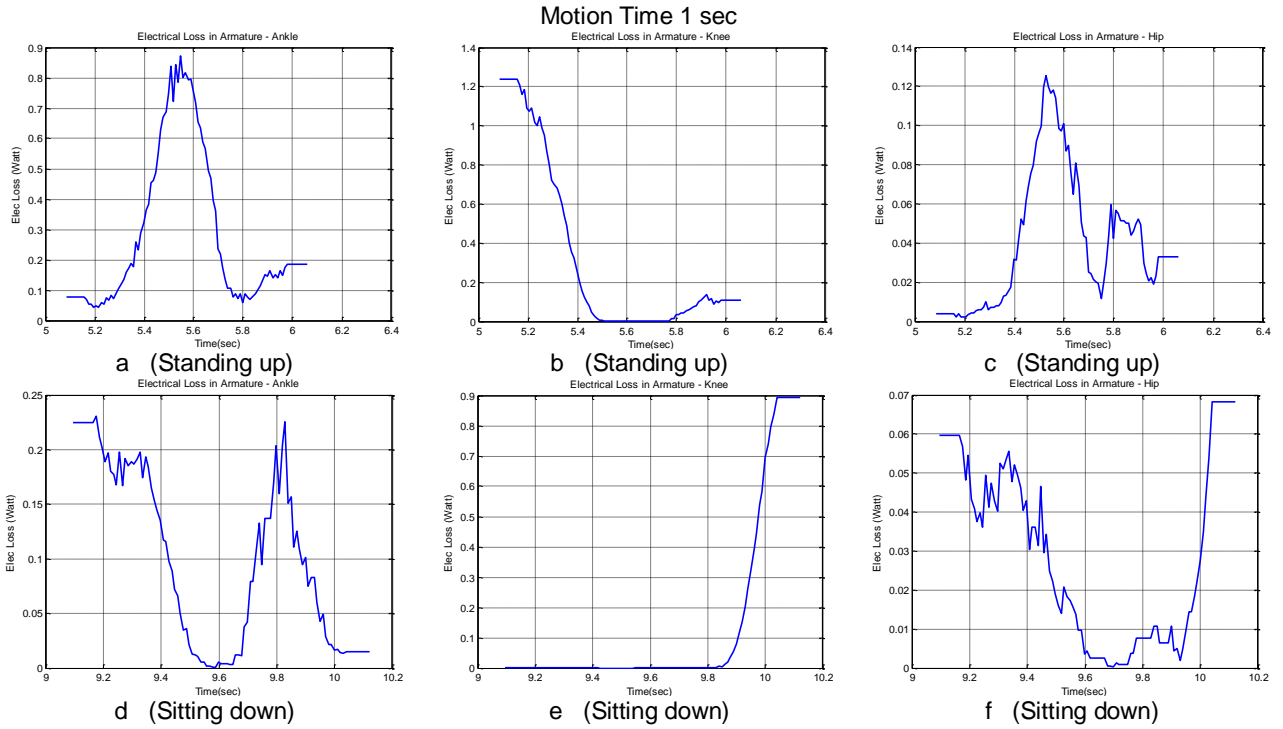 Motion Time 1 sec
Electrical Loss in Armature - Ankle
Elec Loss (Watt)
0.9
0.8
0.7
0.6
0.5
0.4
0.3
0.2
0.1
0
5 5.2 5.4 5.6 5.8 6 6.2 6.4
Time(sec)
a (Standing up)
Electrical Loss in Armature - Knee
Elec Loss (Watt)
1.4
1.2
1
0.8
0.6
0.4
0.2
0
5 5.2 5.4 5.6 5.8 6 6.2 6.4
Time(sec)
b (Standing up)
Electrical Loss in Armature - Hip
Elec Loss (Watt)
0.14
0.12
0.1
0.08
0.06
0.04
0.02
0
5 5.2 5.4 5.6 5.8 6 6.2 6.4
Time(sec)
c (Standing up)
Electrical Loss in Armature - Ankle
Elec Loss (Watt)
0.25
0.2
0.15
0.1
0.05
0
9 9.2 9.4 9.6 9.8 10 10.2
Time(sec)
d (Sitting down)
Electrical Loss in Armature - Knee
Elec Loss (Watt)
0.9
0.8
0.7
0.6
0.5
0.4
0.3
0.2
0.1
0
9 9.2 9.4 9.6 9.8 10 10.2
Time(sec)
e (Sitting down)
Electrical Loss in Armature - Hip
Elec Loss (Watt)
0.07
0.06
0.05
0.04
0.03
0.02
0.01
0
9 9.2 9.4 9.6 9.8 10 10.2
Time(sec)
f (Sitting down)